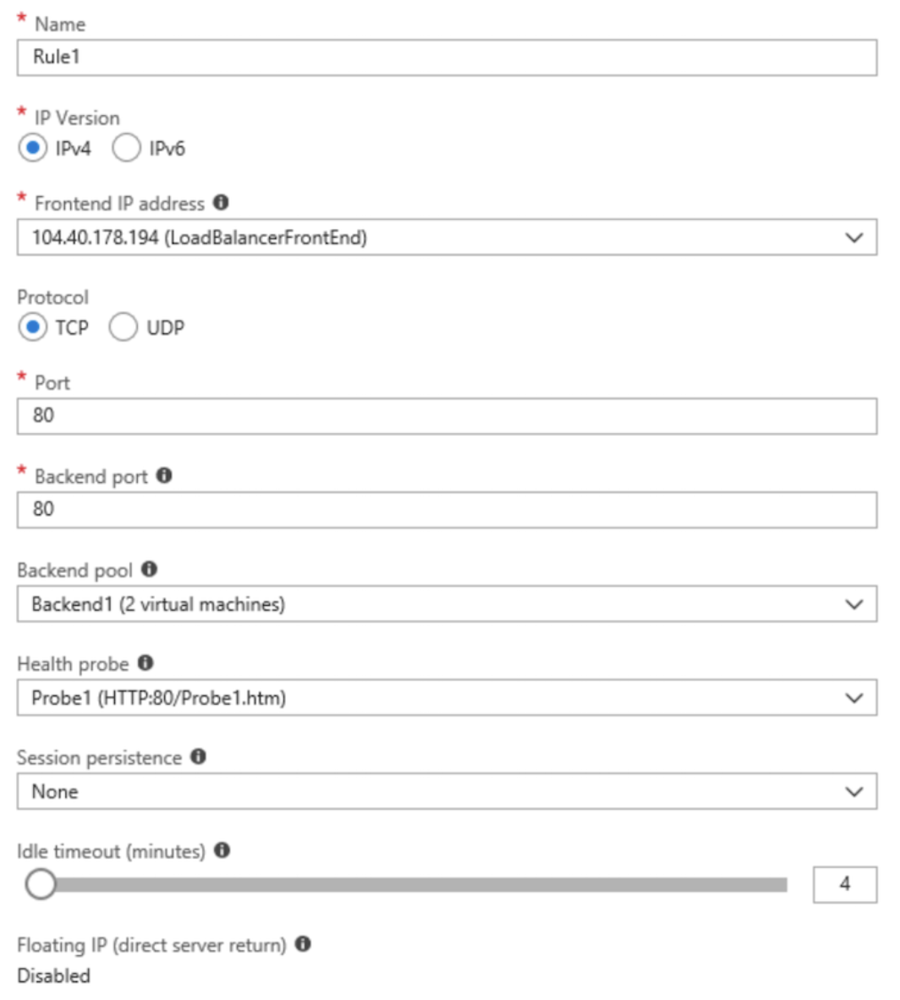 * Name
Rule1
* IP Version
IPv4 IPv6
* Frontend IP address
104.40.178.194 (LoadBalancerFrontEnd)
Protocol
TCP UDP
* Port
80
* Backend port
80
Backend pool
Backend1 (2 virtual machines)
Health probe
Probe1 (HTTP:80/Probe1.htm)
Session persistence
None
Idle timeout (minutes)
4
Floating IP (direct server return)
Disabled